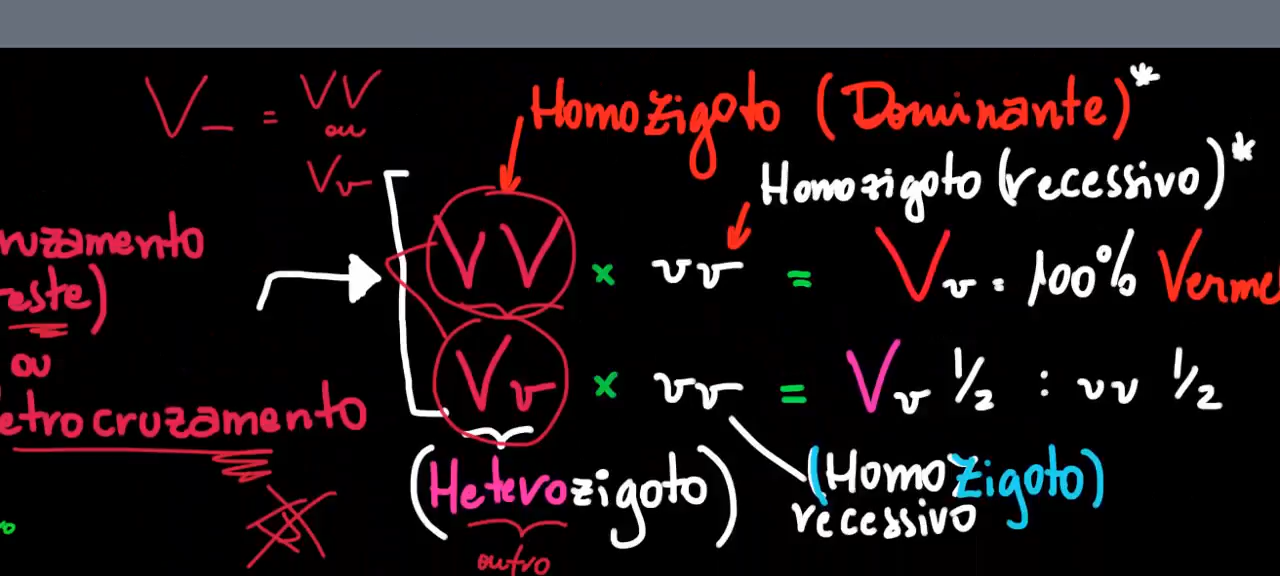 V_ = VV
ou
Vv
Homozigoto (Dominante)*
Homozigoto (recessivo)*
ruzamento
este)
ou
etrocruzamento
VV x vv = Vv = 100% Verme
Vv x vv = Vv 1/2 : vv 1/2
(Heterozigoto)
outro
(Homozigoto)
recessivo